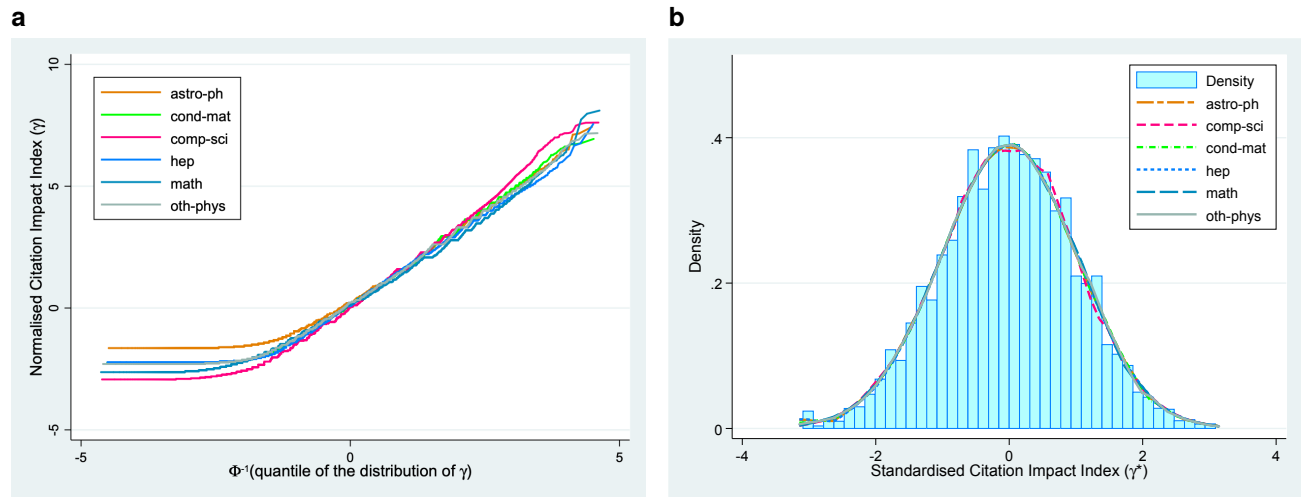 a
Normalised Citation Impact Index (γ)
10
5
0
-5
astro-ph
cond-mat
comp-sci
hep
math
oth-phys
-5
0
5
Φ-1(quantile of the distribution of γ)
b
Density
.4
.2
0
Density
astro-ph
comp-sci
cond-mat
hep
math
oth-phys
-4
-2
0
2
4
Standardised Citation Impact Index (γ*)